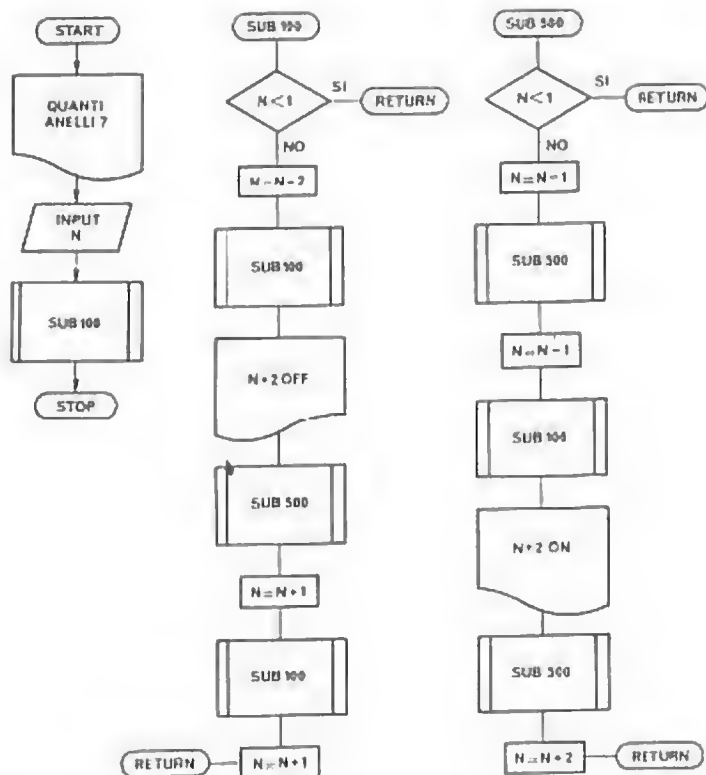 START
QUANTI
ANELLI ?
INPUT
N
SUB 100
STOP
SUB 100
N<1
SI
RETURN
NO
N=N-2
SUB 100
N+2 OFF
SUB 500
N=N+1
SUB 100
N=N+1
RETURN
SUB 500
N<1
SI
RETURN
NO
N=N-1
SUB 500
N=N-1
SUB 100
N+2 ON
SUB 500
N=N+2
RETURN